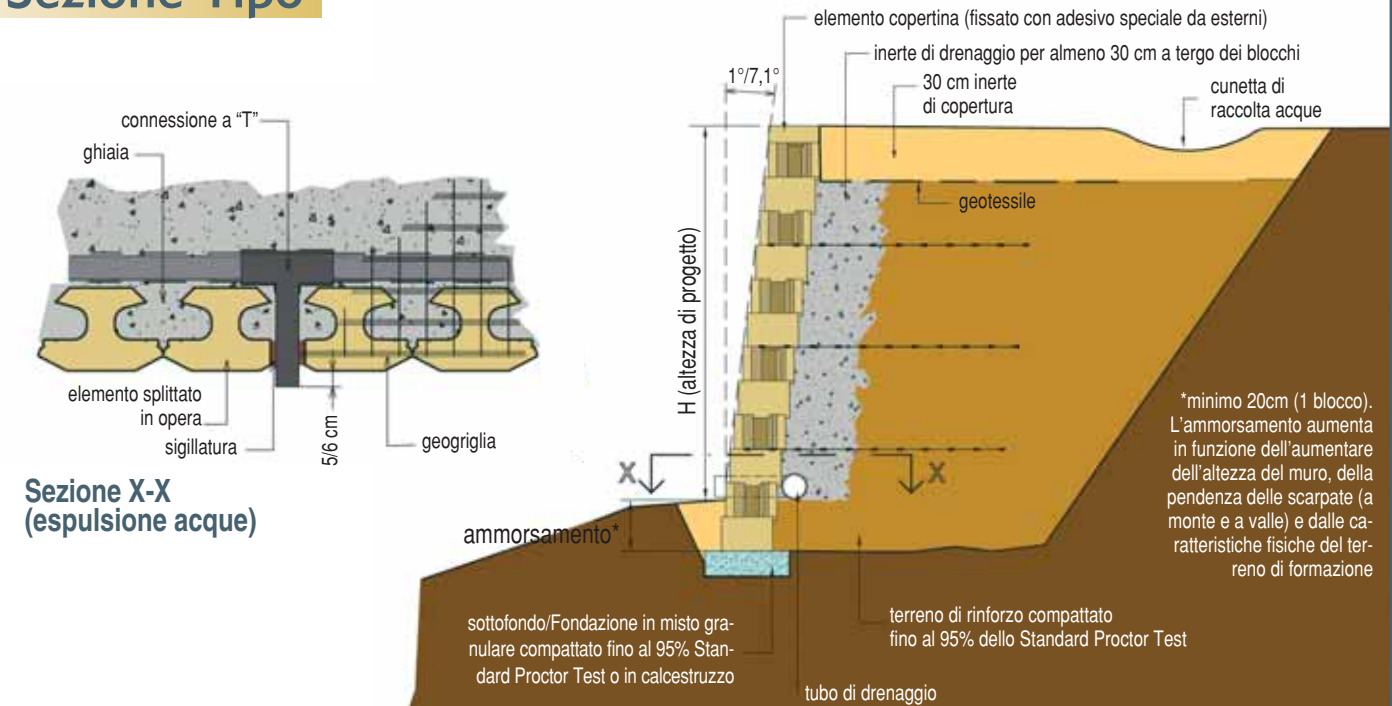 Sezione Tipo
connessione a “T”
ghiaia
elemento splittato
in opera
sigillatura
5/6 cm
geogriglia
Sezione X-X
(espulsione acque)
elemento copertina (fissato con adesivo speciale da esterni)
inerte di drenaggio per almeno 30 cm a tergo dei blocchi
1°/7,1°
30 cm inerte
di copertura
cunetta di
raccolta acque
geotessile
H (altezza di progetto)
X
X
ammorsamento*
*minimo 20cm (1 blocco).
L’ammorsamento aumenta
in funzione dell’aumentare
dell’altezza del muro, della
pendenza delle scarpate (a
monte e a valle) e dalle ca-
ratteristiche fisiche del ter-
reno di formazione
sottofondo/Fondazione in misto gra-
nulare compattato fino al 95% Stan-
dard Proctor Test o in calcestruzzo
terreno di rinforzo compattato
fino al 95% dello Standard Proctor Test
tubo di drenaggio